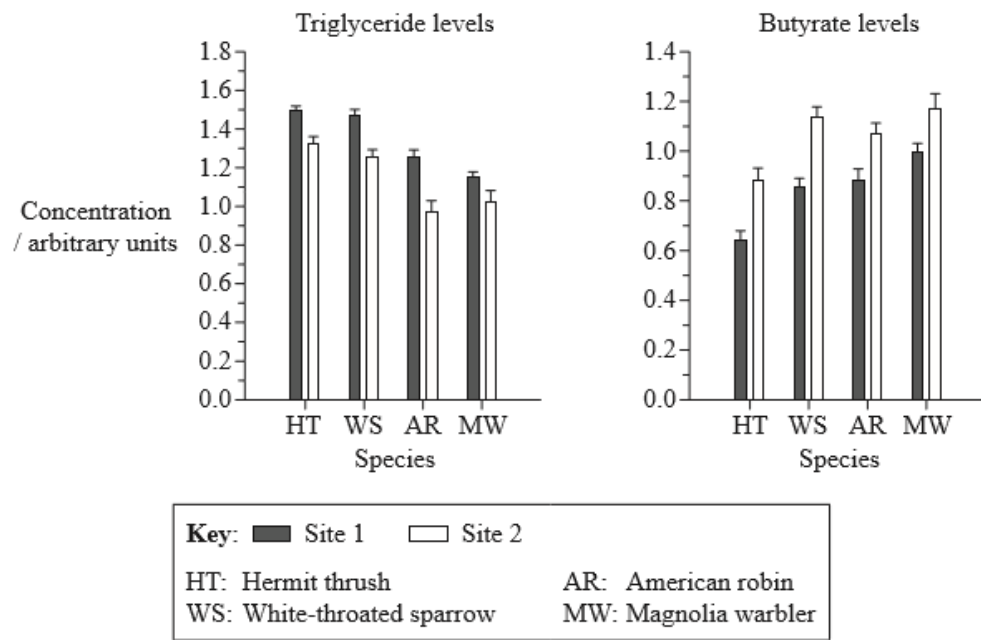 Triglyceride levels
1.8
1.6
1.4
1.2
1.0
0.8
0.6
0.4
0.2
0.0
Concentration
/ arbitrary units
HT WS AR MW
Species
Butyrate levels
1.4
1.2
1.0
0.8
0.6
0.4
0.2
0.0
HT WS AR MW
Species
Key: Site 1 Site 2
HT: Hermit thrush AR: American robin
WS: White-throated sparrow MW: Magnolia warbler